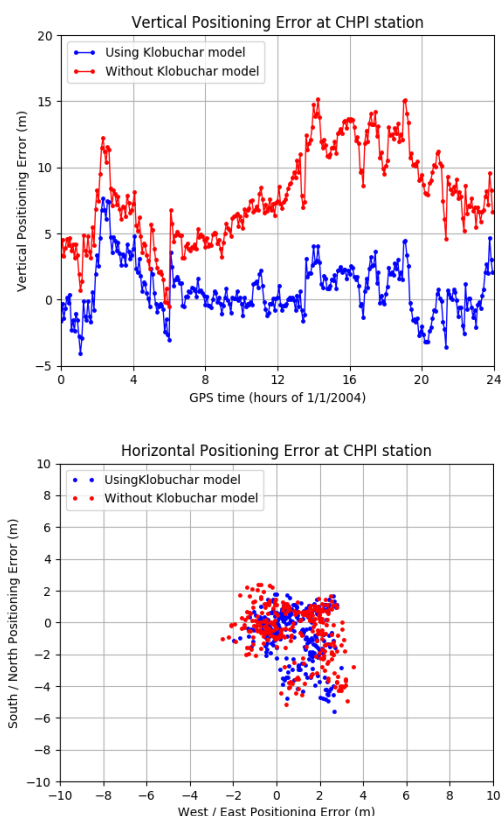 Vertical Positioning Error at CHPI station
Vertical Positioning Error (m)
20
15
10
5
0
−5
Using Klobuchar model
Without Klobuchar model
0 4 8 12 16 20 24
GPS time (hours of 1/1/2004)
Horizontal Positioning Error at CHPI station
South / North Positioning Error (m)
10
8
6
4
2
0
−2
−4
−6
−8
−10
UsingKlobuchar model
Without Klobuchar model
−10 −8 −6 −4 −2 0 2 4 6 8 10
West / East Positioning Error (m)